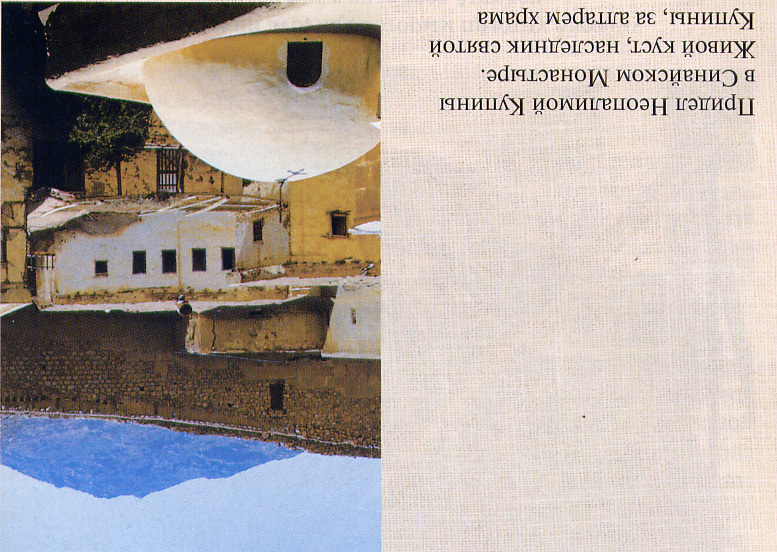 Придел Неопалимой Купины
в Синайском Монастыре.
Живой куст, наследник святой
Купины, за алтарем храма